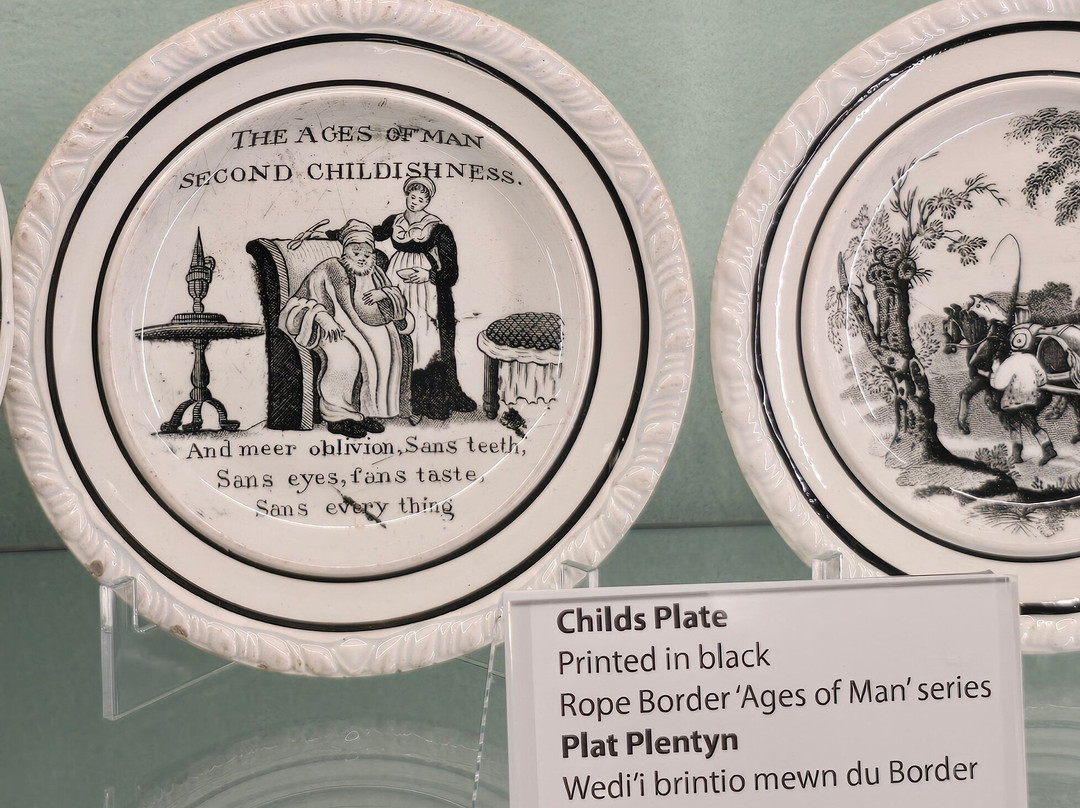 THE AGES OF MAN
SECOND CHILDISHNESS.
And meer oblivion, Sans teeth,
Sans eyes, fans taste,
Sans every thing
Childs Plate
Printed in black
Rope Border 'Ages of Man' series
Plat Plentyn
Wedi'i brintio mewn du Border